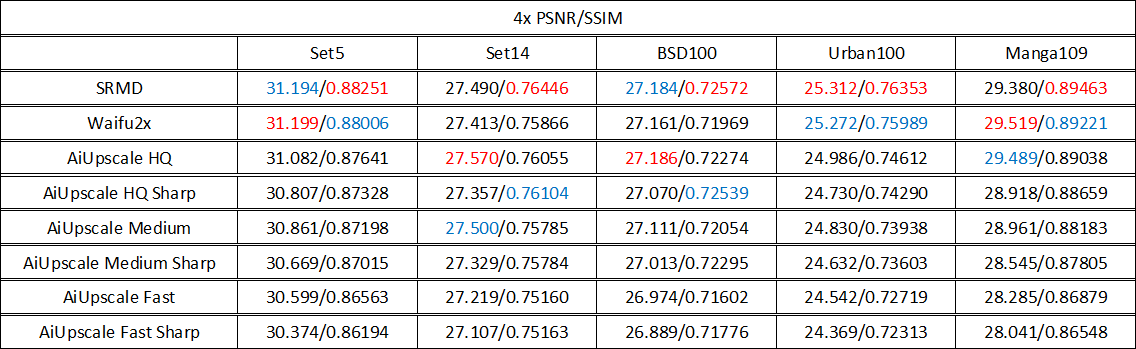 4x PSNR/SSIM
Set5 Set14 BSD100 Urban100 Manga109
SRMD 31.194/0.88251 27.490/0.76446 27.184/0.72572 25.312/0.76353 29.380/0.89463
Waifu2x 31.199/0.88006 27.413/0.75866 27.161/0.71969 25.272/0.75989 29.519/0.89221
AiUpscale HQ 31.082/0.87641 27.570/0.76055 27.186/0.72274 24.986/0.74612 29.489/0.89038
AiUpscale HQ Sharp 30.807/0.87328 27.357/0.76104 27.070/0.72539 24.730/0.74290 28.918/0.88659
AiUpscale Medium 30.861/0.87198 27.500/0.75785 27.111/0.72054 24.830/0.73938 28.961/0.88183
AiUpscale Medium Sharp 30.669/0.87015 27.329/0.75784 27.013/0.72295 24.632/0.73603 28.545/0.87805
AiUpscale Fast 30.599/0.86563 27.219/0.75160 26.974/0.71602 24.542/0.72719 28.285/0.86879
AiUpscale Fast Sharp 30.374/0.86194 27.107/0.75163 26.889/0.71776 24.369/0.72313 28.041/0.86548